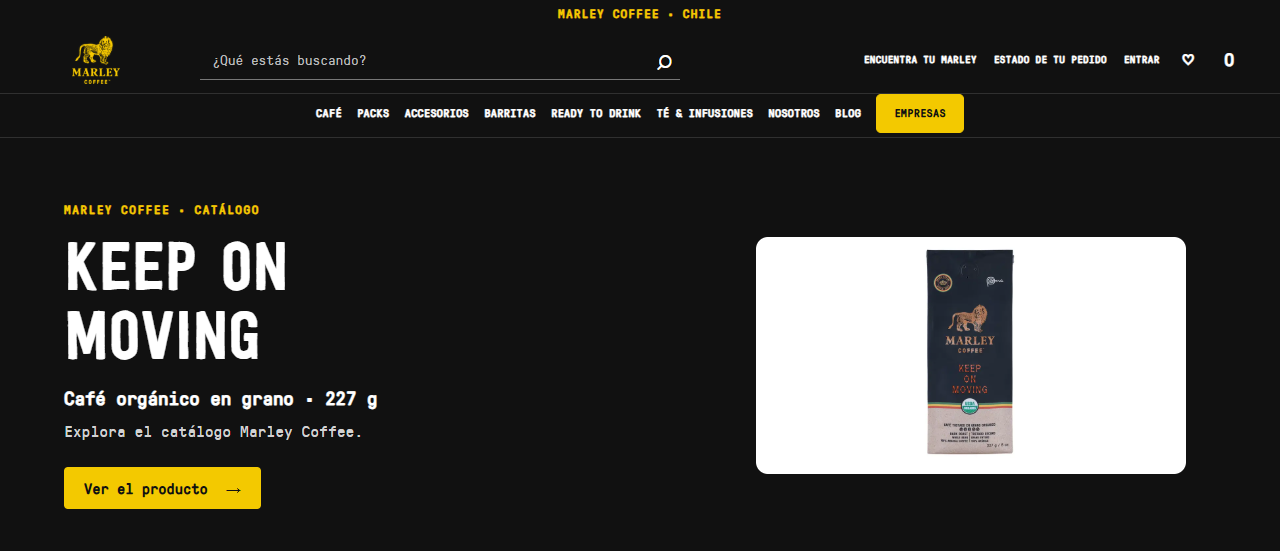 MARLEY COFFEE • CHILE
MARLEY
COFFEE
¿Qué estás buscando?
ENCUENTRA TU MARLEY
ESTADO DE TU PEDIDO
ENTRAR
0
CAFÉ
PACKS
ACCESORIOS
BARRITAS
READY TO DRINK
TÉ & INFUSIONES
NOSOTROS
BLOG
EMPRESAS
MARLEY COFFEE • CATÁLOGO
KEEP ON
MOVING
Café orgánico en grano · 227 g
Explora el catálogo Marley Coffee.
Ver el producto →
MARLEY
COFFEE
KEEP
ON
MOVING